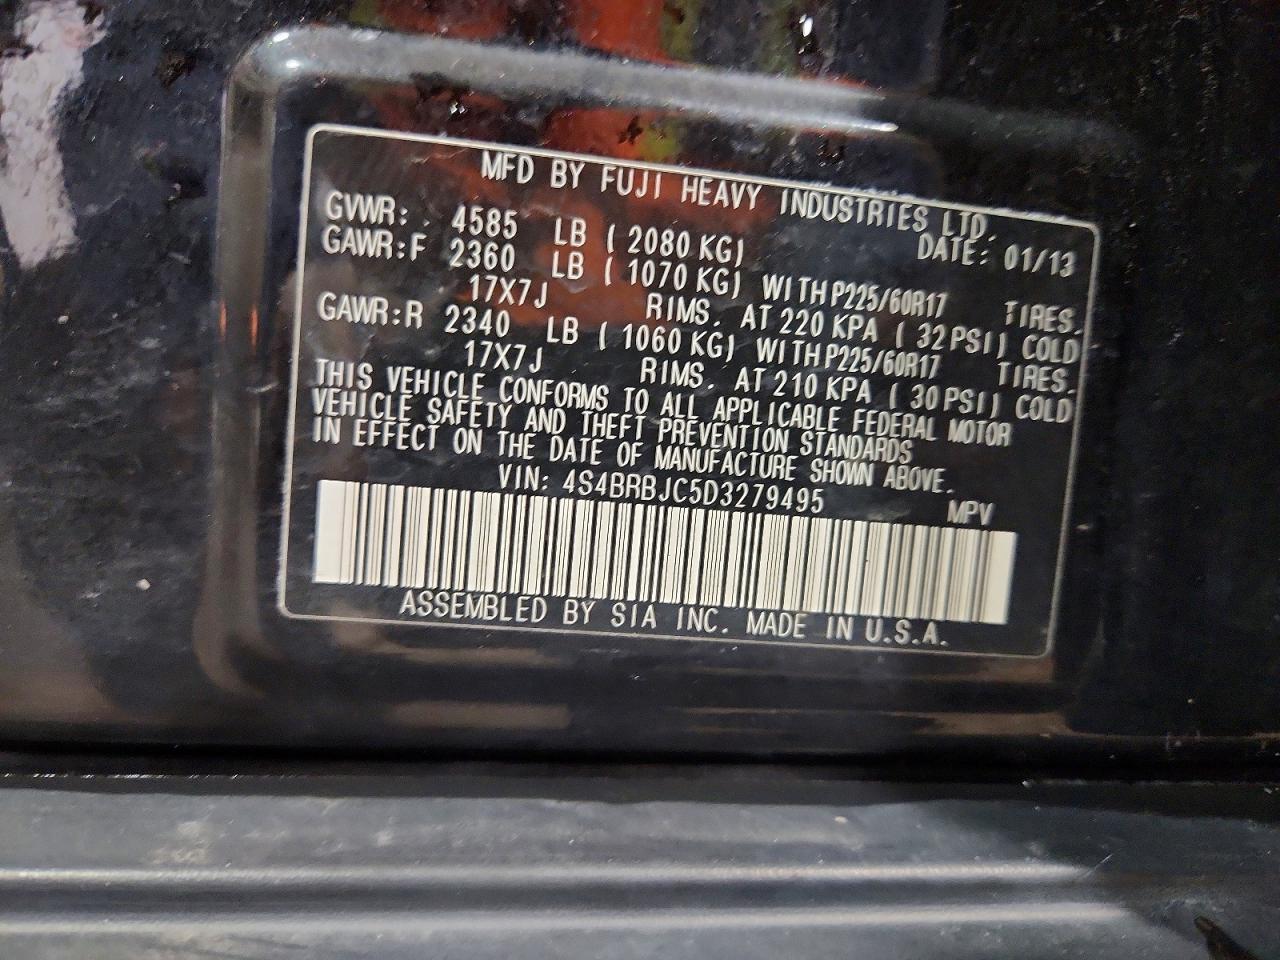 MFD BY FUJI HEAVY INDUSTRIES LTD.
DATE: 01/13
GVWR: 4585 LB ( 2080 KG)
GAWR:F 2360 LB ( 1070 KG) WITH P225/60R17 TIRES.
17X7J RIMS. AT 220 KPA ( 32 PSI) COLD
GAWR:R 2340 LB ( 1060 KG) WITH P225/60R17 TIRES.
17X7J RIMS. AT 210 KPA ( 30 PSI) COLD
THIS VEHICLE CONFORMS TO ALL APPLICABLE FEDERAL MOTOR
VEHICLE SAFETY AND THEFT PREVENTION STANDARDS
IN EFFECT ON THE DATE OF MANUFACTURE SHOWN ABOVE.
VIN: 4S4BRBJC5D3279495 MPV
ASSEMBLED BY SIA INC. MADE IN U.S.A.